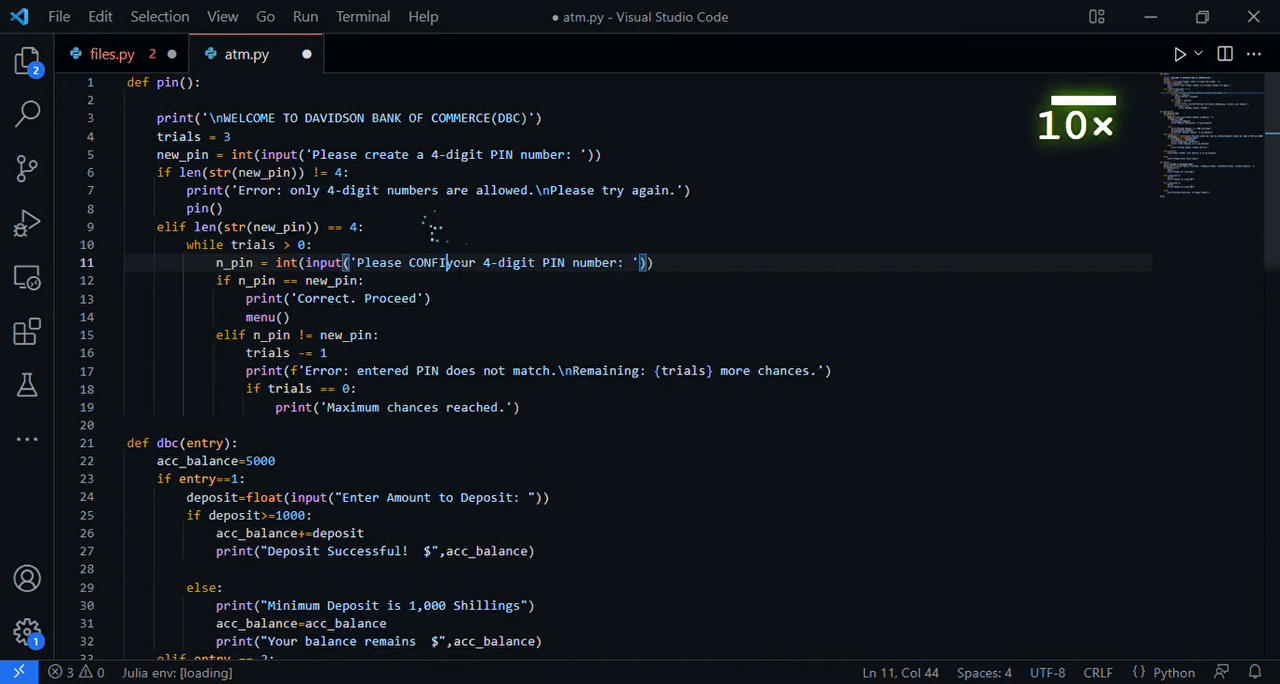 File Edit Selection View Go Run Terminal Help ● atm.py - Visual Studio Code
files.py 2 ● atm.py ●
10×
1 def pin():
2
3 print('\nWELCOME TO DAVIDSON BANK OF COMMERCE(DBC)')
4 trials = 3
5 new_pin = int(input('Please create a 4-digit PIN number: '))
6 if len(str(new_pin)) != 4:
7 print('Error: only 4-digit numbers are allowed.\nPlease try again.')
8 pin()
9 elif len(str(new_pin)) == 4:
10 while trials > 0:
11 n_pin = int(input('Please CONFIyour 4-digit PIN number: '))
12 if n_pin == new_pin:
13 print('Correct. Proceed')
14 menu()
15 elif n_pin != new_pin:
16 trials -= 1
17 print(f'Error: entered PIN does not match.\nRemaining: {trials} more chances.')
18 if trials == 0:
19 print('Maximum chances reached.')
20
21 def dbc(entry):
22 acc_balance=5000
23 if entry==1:
24 deposit=float(input("Enter Amount to Deposit: "))
25 if deposit>=1000:
26 acc_balance+=deposit
27 print("Deposit Successful!  $",acc_balance)
28
29 else:
30 print("Minimum Deposit is 1,000 Shillings")
31 acc_balance=acc_balance
32 print("Your balance remains  $",acc_balance)
33 elif entry == 2:
2
1
3 0 Julia env: [loading] Ln 11, Col 44 Spaces: 4 UTF-8 CRLF {} Python